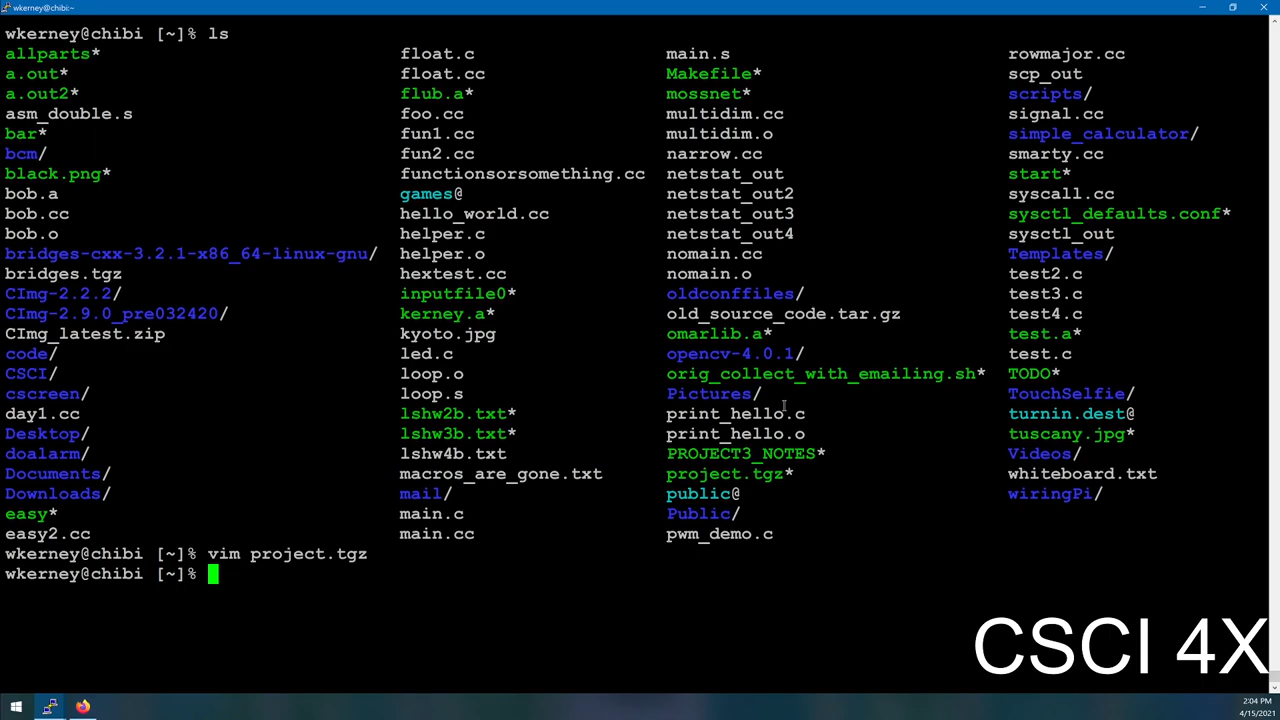 wkerney@chibi:~
wkerney@chibi [~]% ls
allparts* float.c main.s rowmajor.cc
a.out* float.cc Makefile* scp_out
a.out2* flub.a* mossnet* scripts/
asm_double.s foo.cc multidim.cc signal.cc
bar* fun1.cc multidim.o simple_calculator/
bcm/ fun2.cc narrow.cc smarty.cc
black.png* functionsorsomething.cc netstat_out start*
bob.a games@ netstat_out2 syscall.cc
bob.cc hello_world.cc netstat_out3 sysctl_defaults.conf*
bob.o helper.c netstat_out4 sysctl_out
bridges-cxx-3.2.1-x86_64-linux-gnu/ helper.o nomain.cc Templates/
bridges.tgz hextest.cc nomain.o test2.c
CImg-2.2.2/ inputfile0* oldconffiles/ test3.c
CImg-2.9.0_pre032420/ kerney.a* old_source_code.tar.gz test4.c
CImg_latest.zip kyoto.jpg omarlib.a* test.a*
code/ led.c opencv-4.0.1/ test.c
CSCI/ loop.o orig_collect_with_emailing.sh* TODO*
cscreen/ loop.s Pictures/ TouchSelfie/
day1.cc lshw2b.txt* print_hello.c turnin.dest@
Desktop/ lshw3b.txt* print_hello.o tuscany.jpg*
doalarm/ lshw4b.txt PROJECT3_NOTES* Videos/
Documents/ macros_are_gone.txt project.tgz* whiteboard.txt
Downloads/ mail/ public@ wiringPi/
easy* main.c Public/
easy2.cc main.cc pwm_demo.c
wkerney@chibi [~]% vim project.tgz
wkerney@chibi [~]%
CSCI 4X
2:04 PM
4/15/2021